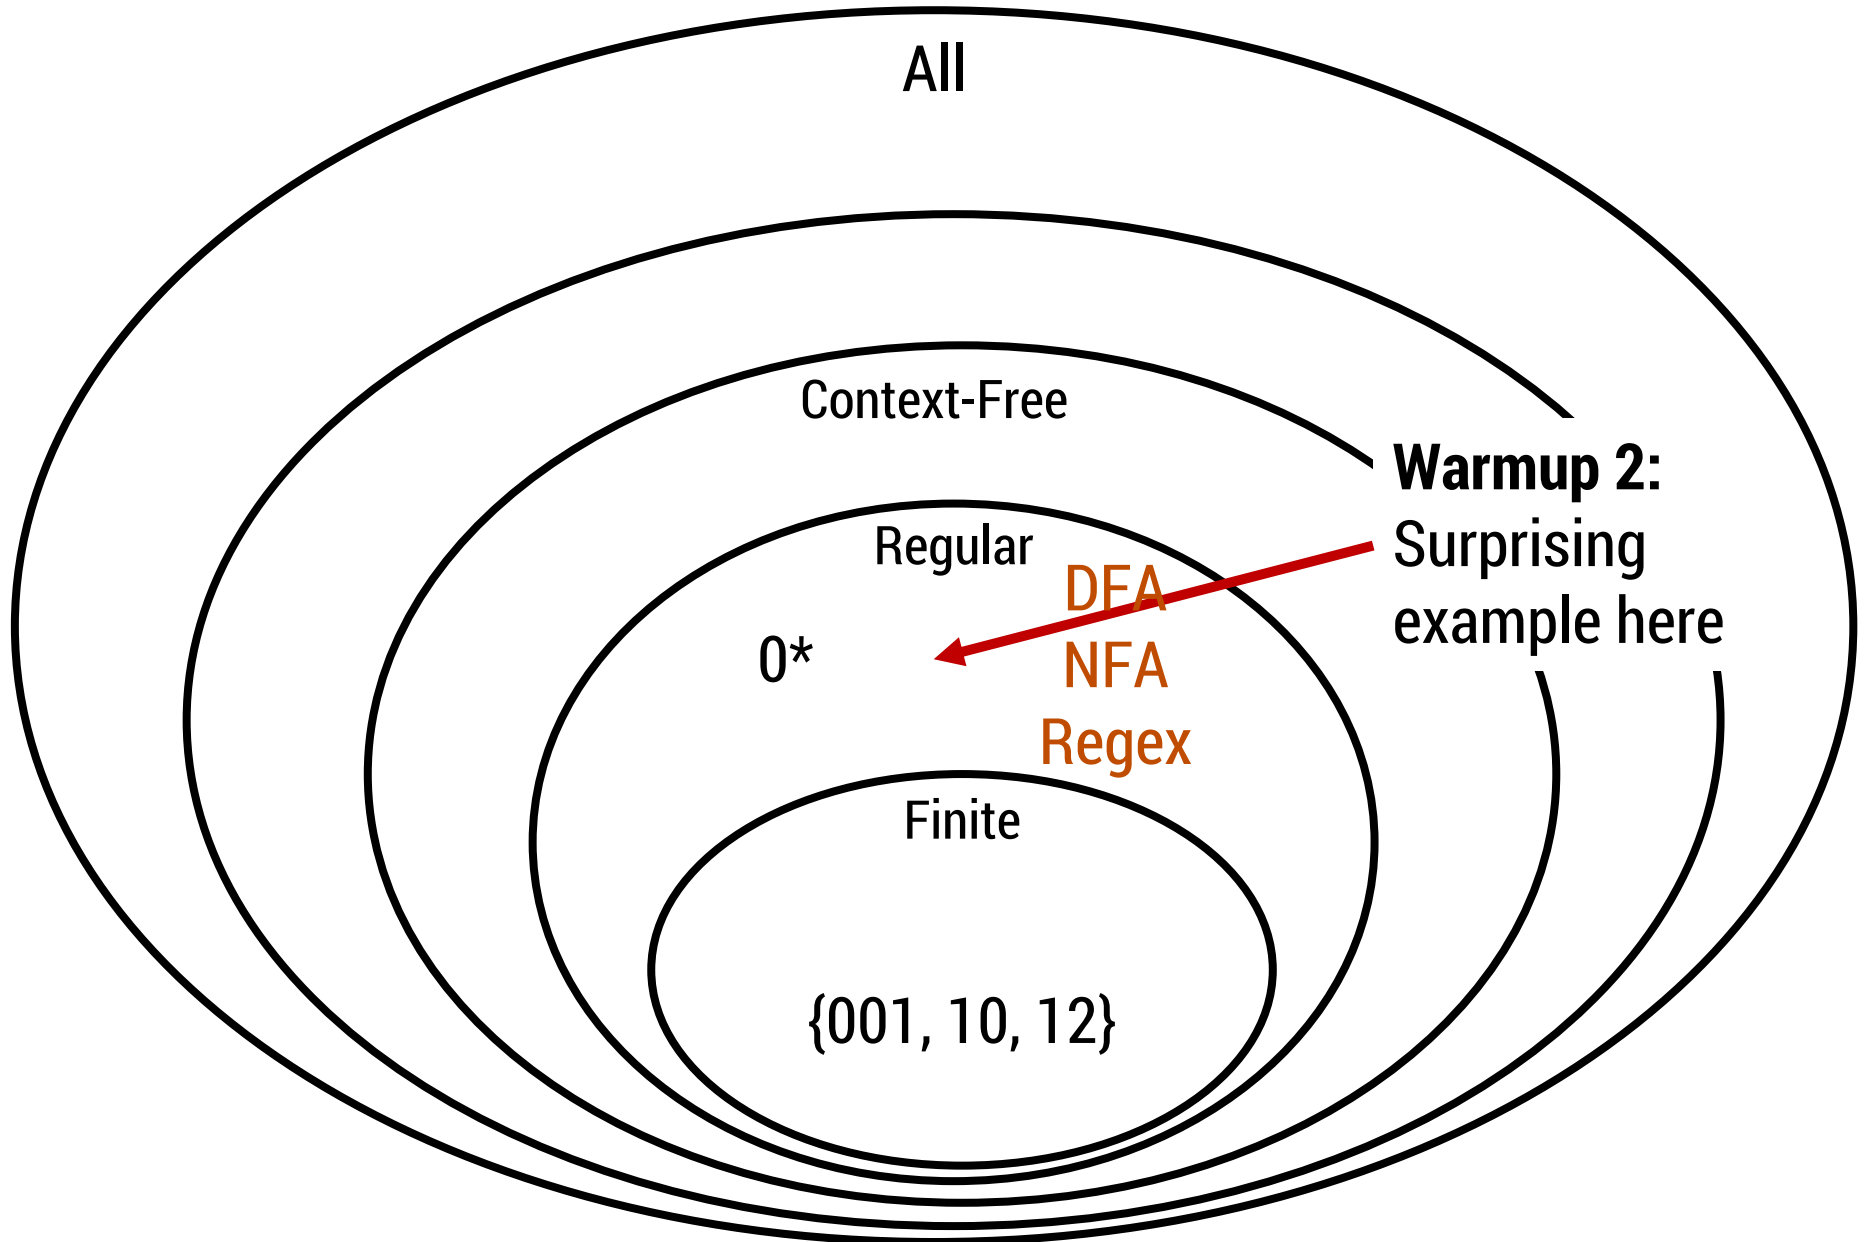 All
Context-Free
Warmup 2:
Surprising
example here
Regular
DFA
NFA
Regex
0*
Finite
{001, 10, 12}